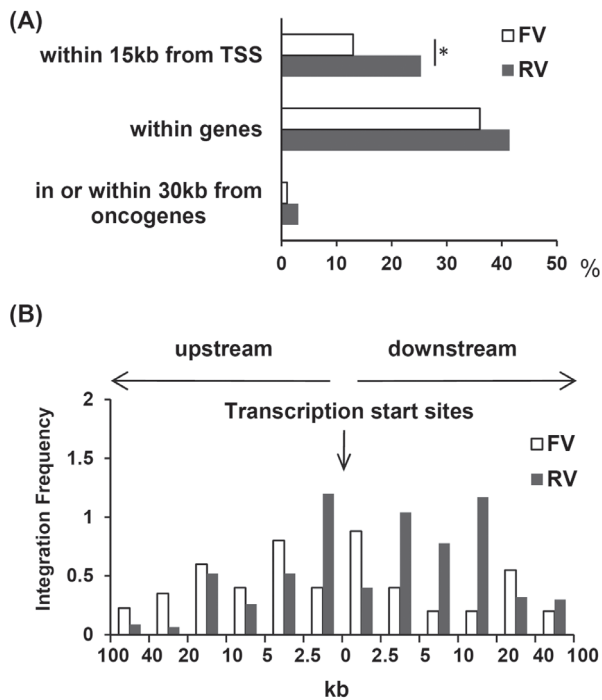 (A)
within 15kb from TSS
within genes
in or within 30kb from
oncogenes
*
FV
RV
0 10 20 30 40 50 %
(B)
upstream downstream
Transcription start sites
FV
RV
Integration Frequency
2
1.5
1
0.5
0
100 40 20 10 5 2.5 0 2.5 5 10 20 40 100
kb